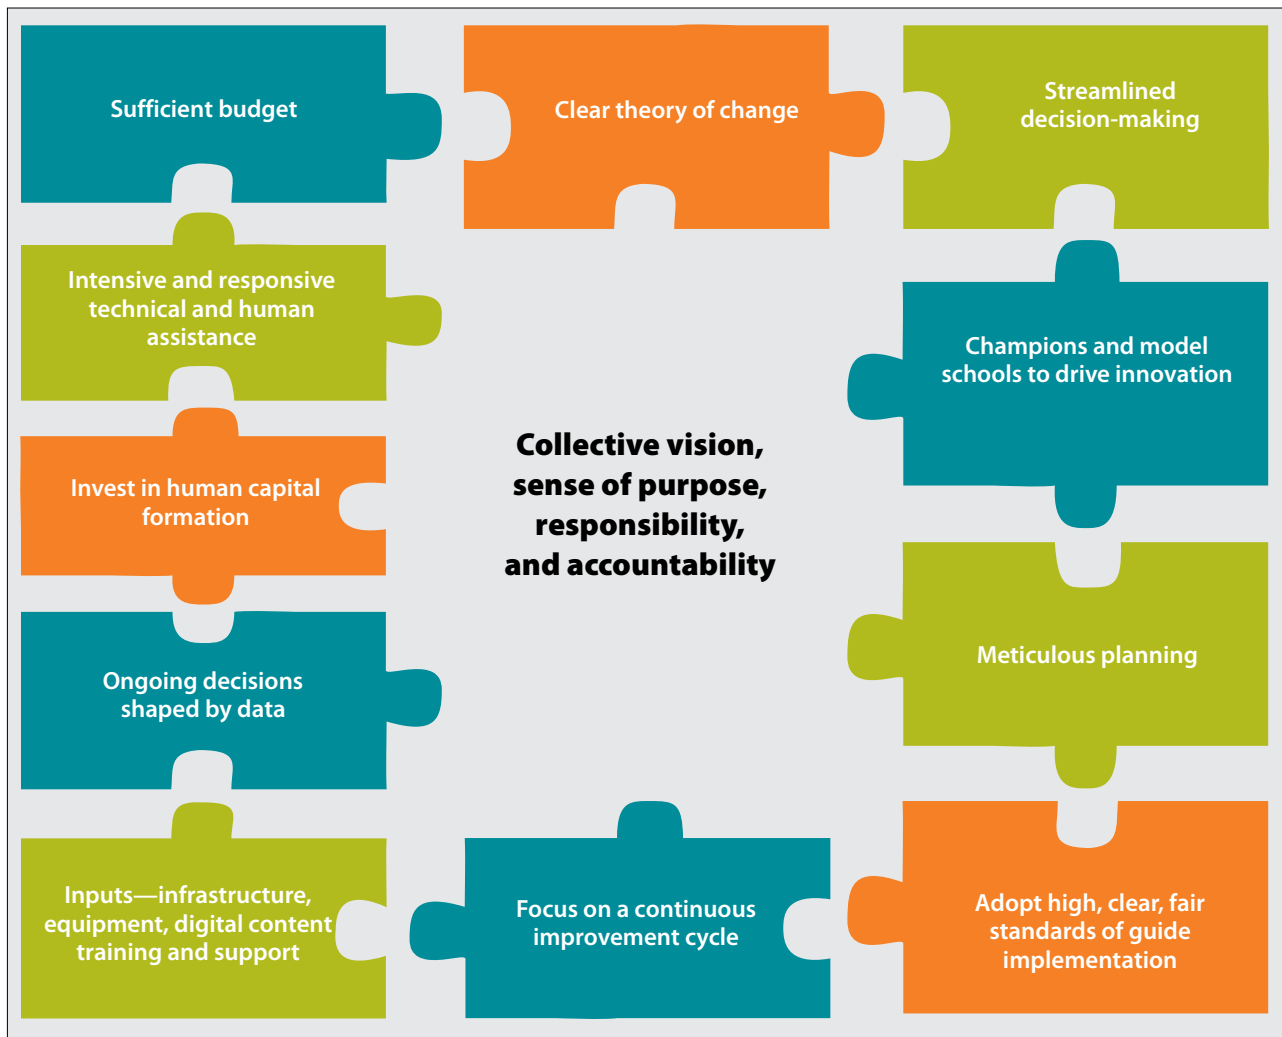 Sufficient budget
Clear theory of change
Streamlined
decision-making
Intensive and responsive
technical and human
assistance
Champions and model
schools to drive innovation
Invest in human capital
formation
Collective vision,
sense of purpose,
responsibility,
and accountability
Ongoing decisions
shaped by data
Meticulous planning
Inputs—infrastructure,
equipment, digital content
training and support
Focus on a continuous
improvement cycle
Adopt high, clear, fair
standards of guide
implementation